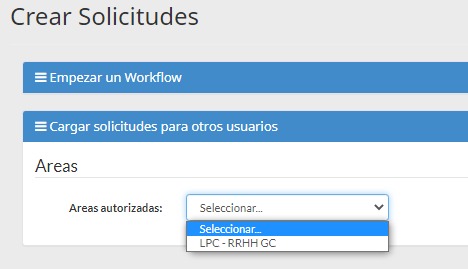 Crear Solicitudes
Empezar un Workflow
Cargar solicitudes para otros usuarios
Areas
Areas autorizadas: Seleccionar...
Seleccionar...
LPC - RRHH GC